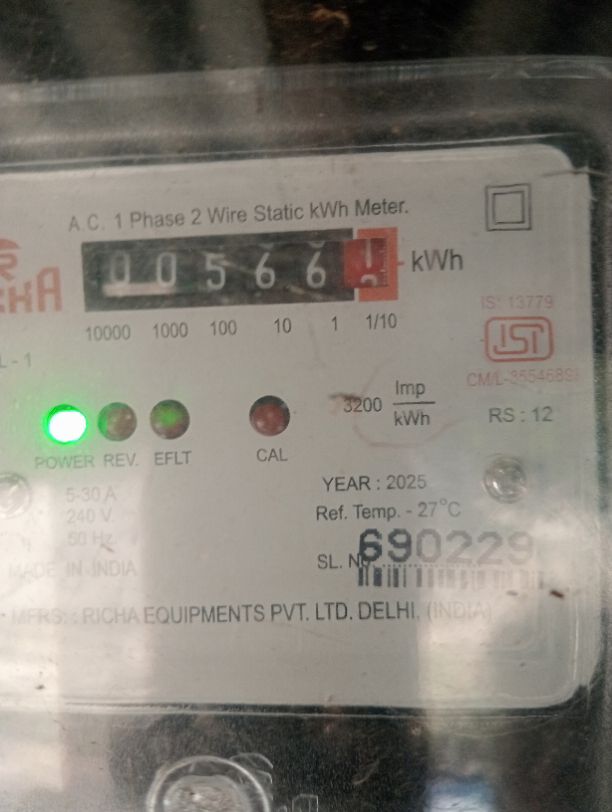 A.C. 1 Phase 2 Wire Static kWh Meter.
0 0 5 6 6 1 kWh
10000 1000 100 10 1 1/10
IS: 13779
ISI
L - 1
3200 Imp/kWh
RS : 12
POWER REV. EFLT CAL
5-30 A
240 V.
50 Hz.
YEAR : 2025
Ref. Temp. - 27°C
MADE IN INDIA
SL. No. 690229
MFRS. : RICHA EQUIPMENTS PVT. LTD. DELHI. (INDIA)